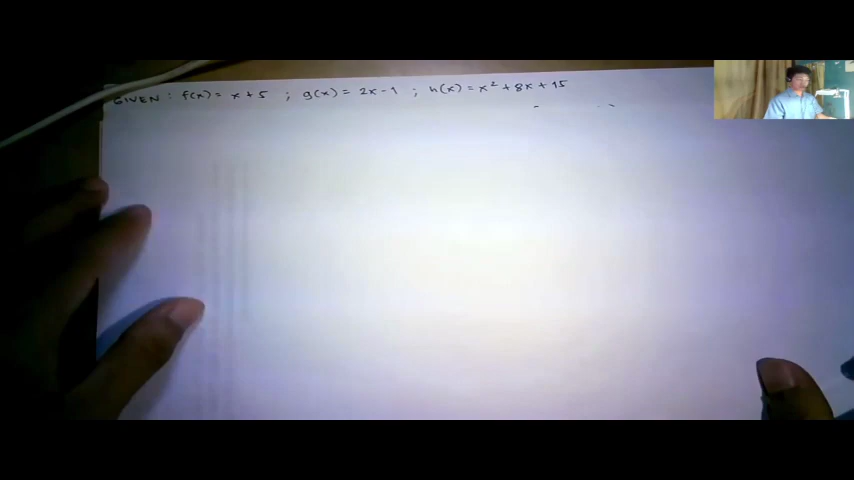 GIVEN : f(x) = x + 5 ; g(x) = 2x - 1 ; h(x) = x² + 8x + 15